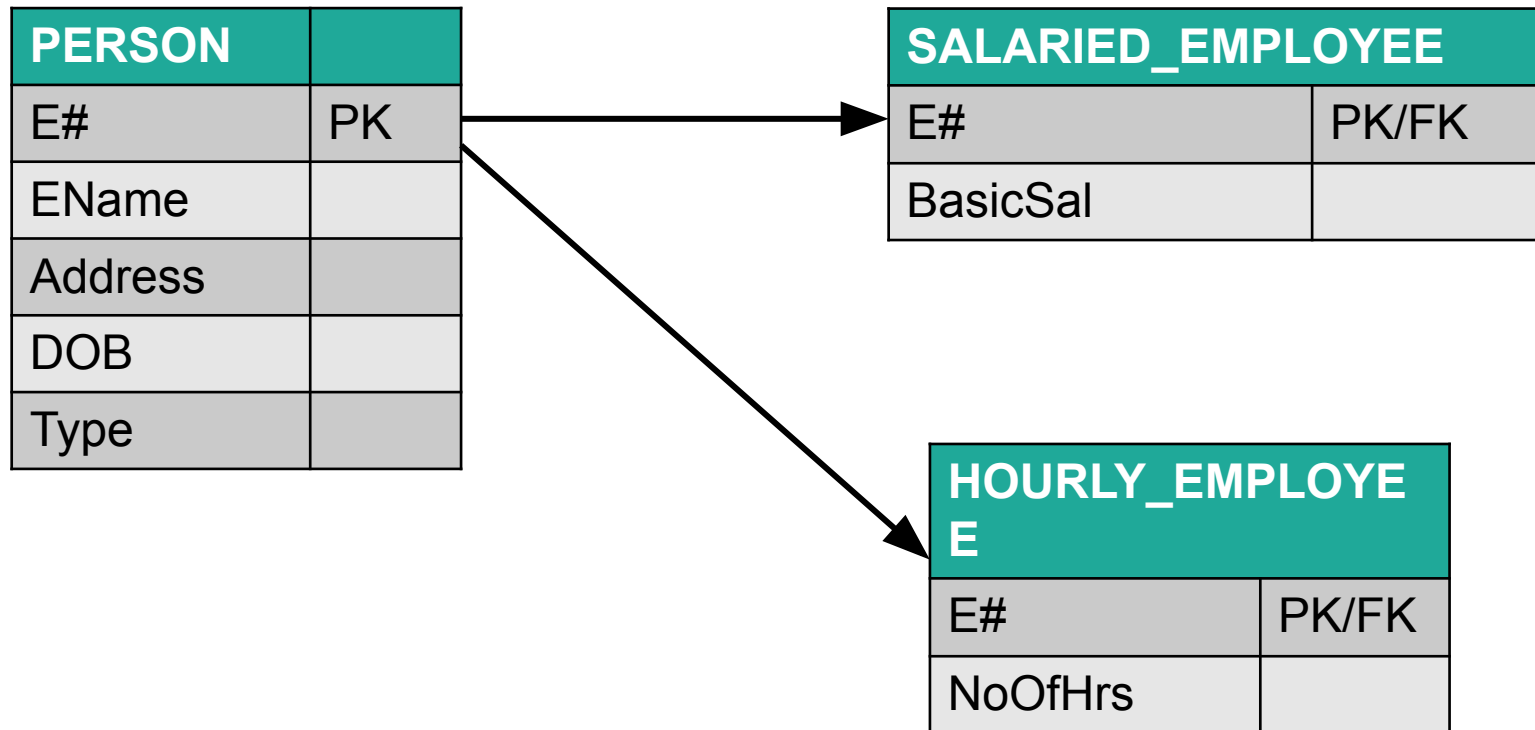 PERSON
E# PK
EName
Address
DOB
Type
SALARIED_EMPLOYEE
E# PK/FK
BasicSal
HOURLY_EMPLOYE
E
E# PK/FK
NoOfHrs